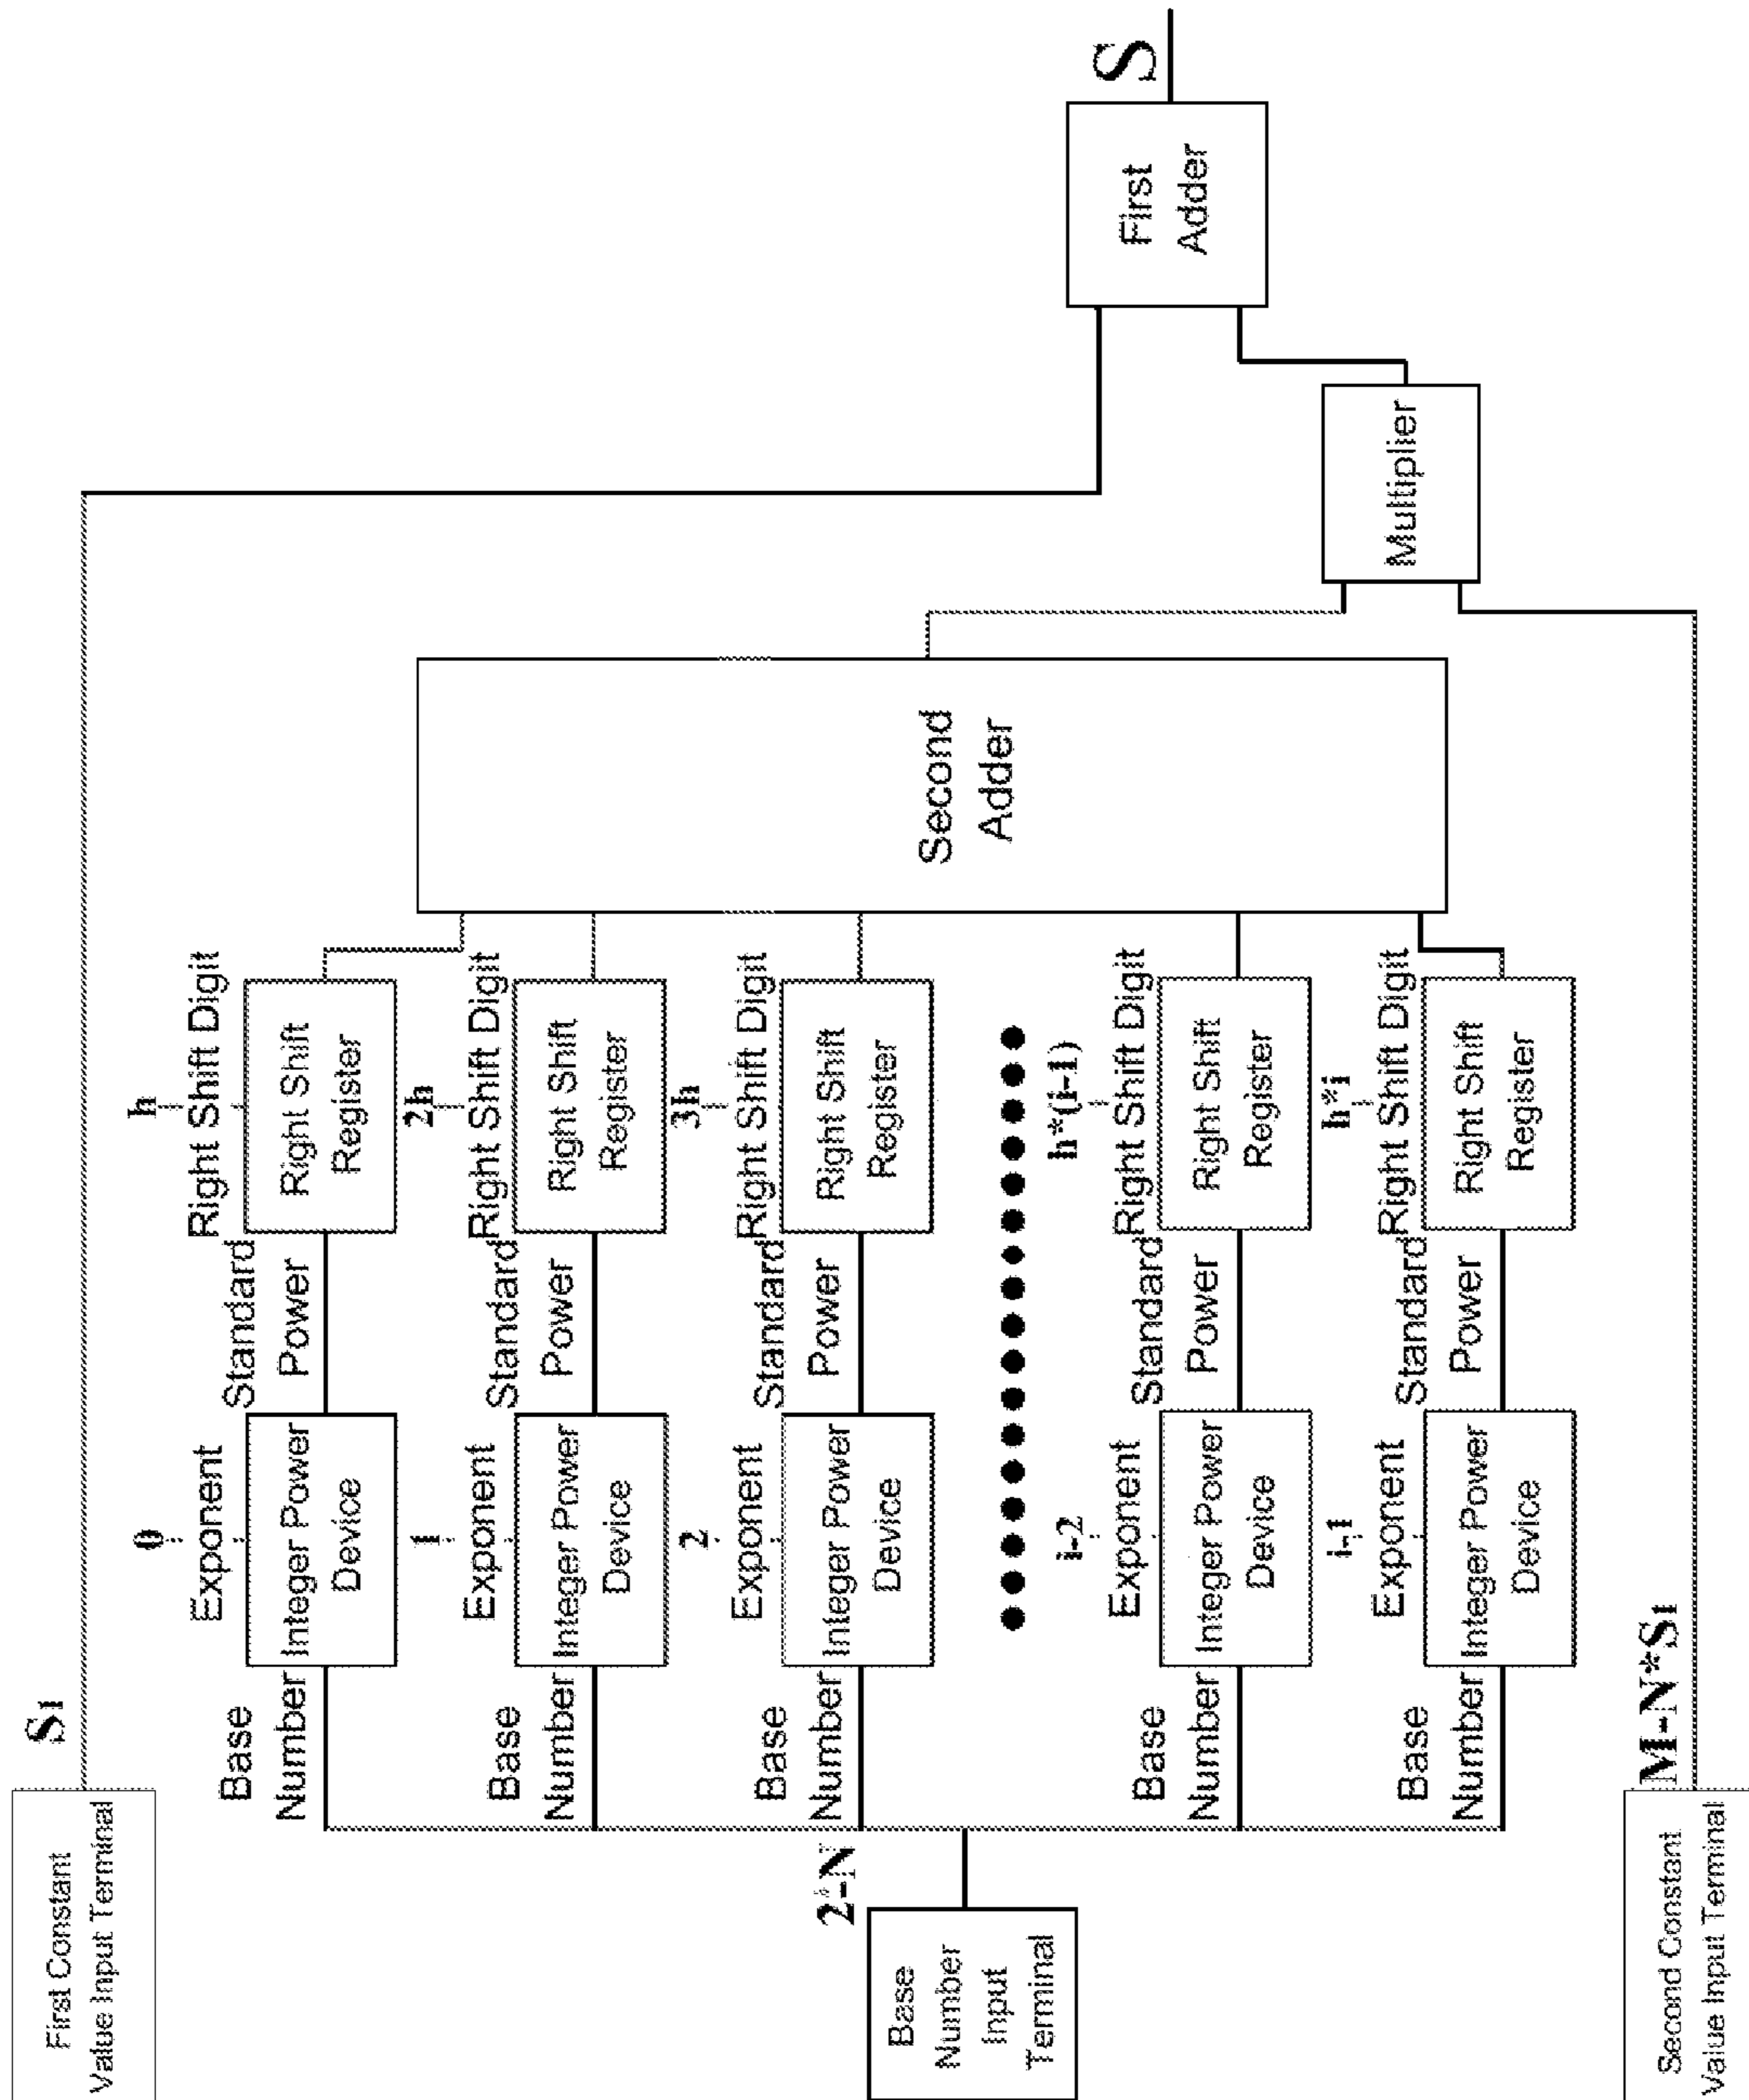 First Constant
Value Input Terminal
S₁
0
Exponent
h
Right Shift Digit
Base
Number
Integer Power
Device
Standard
Power
Right Shift
Register
1
Exponent
2h
Right Shift Digit
Base
Number
Integer Power
Device
Standard
Power
Right Shift
Register
2
Exponent
3h
Right Shift Digit
Base
Number
Integer Power
Device
Standard
Power
Right Shift
Register
2ʰ-N
Base
Number
Input
Terminal
Second
Adder
i-2
Exponent
h*(i-1)
Right Shift Digit
Base
Number
Integer Power
Device
Standard
Power
Right Shift
Register
i-1
Exponent
h*i
Right Shift Digit
Base
Number
Integer Power
Device
Standard
Power
Right Shift
Register
First
Adder
S
Multiplier
M-N*S₁
Second Constant
Value Input Terminal